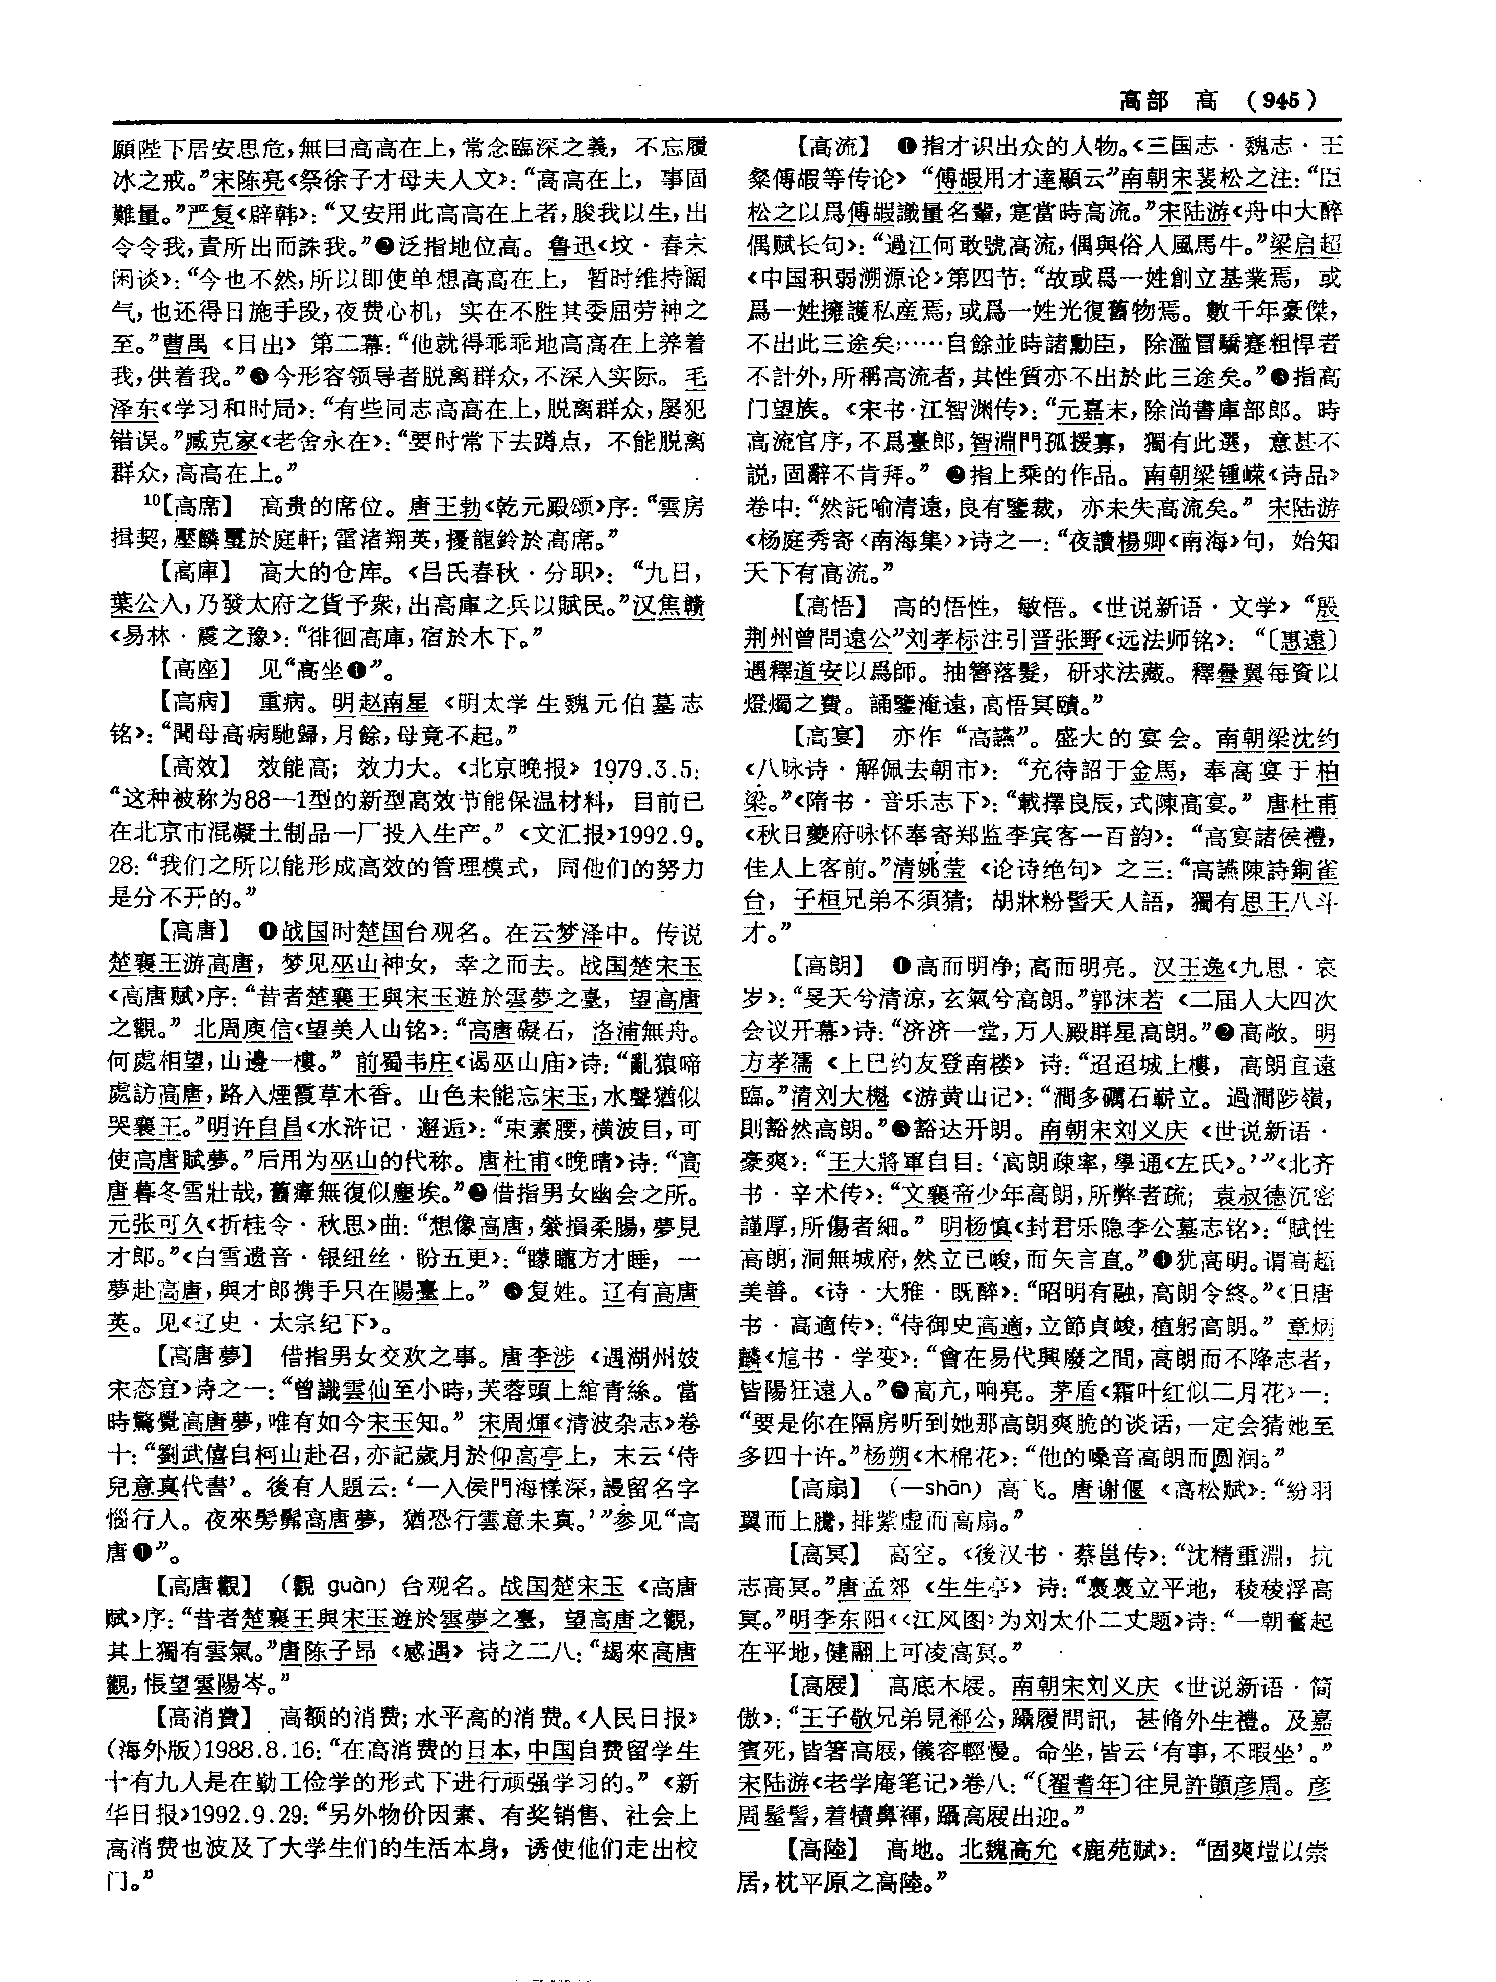 高部 高 (945)
願陛下居安思危，無曰高高在上，常念臨深之義，不忘履
冰之戒。”宋陈亮《祭徐子才母夫人文》：“高高在上，事固
難量。”严复《辟韩》：“又安用此高高在上者，朘我以生，出
令令我，責所出而誅我。”❷泛指地位高。鲁迅《坟·春末
闲谈》：“今也不然，所以即使单想高高在上，暂时维持阔
气，也还得日施手段，夜费心机，实在不胜其委屈劳神之
至。”曹禺《日出》第二幕：“他就得乖乖地高高在上养着
我，供着我。”❸今形容领导者脱离群众，不深入实际。毛
泽东《学习和时局》：“有些同志高高在上，脱离群众，屡犯
错误。”臧克家《老舍永在》：“要时常下去蹲点，不能脱离
群众，高高在上。”
10【高席】 高贵的席位。唐王勃《乾元殿颂》序：“雲房
揖契，壓麟璽於庭軒；雷渚翔英，擾龍鈴於高席。”
【高庫】 高大的仓库。《吕氏春秋·分职》：“九日，
葉公入，乃發太府之貨予衆，出高庫之兵以賦民。”汉焦赣
《易林·震之豫》：“徘徊高庫，宿於木下。”
【高座】 见“高坐❶”。
【高病】 重病。明赵南星《明太学生魏元伯墓志
铭》：“聞母高病馳歸，月餘，母竟不起。”
【高效】 效能高；效力大。《北京晚报》1979.3.5：
“这种被称为88—1型的新型高效节能保温材料，目前已
在北京市混凝土制品一厂投入生产。”《文汇报》1992.9.
28：“我们之所以能形成高效的管理模式，同他们的努力
是分不开的。”
【高唐】 ❶战国时楚国台观名。在云梦泽中。传说
楚襄王游高唐，梦见巫山神女，幸之而去。战国楚宋玉
《高唐赋》序：“昔者楚襄王與宋玉遊於雲夢之臺，望高唐
之觀。”北周庾信《望美人山铭》：“高唐礙石，洛浦無舟。
何處相望，山邊一樓。”前蜀韦庄《谒巫山庙》诗：“亂猿啼
處訪高唐，路入煙霞草木香。山色未能忘宋玉，水聲猶似
哭襄王。”明许自昌《水浒记·邂逅》：“束素腰，横波目，可
使高唐賦夢。”后用为巫山的代称。唐杜甫《晚晴》诗：“高
唐暮冬雪壯哉，舊瘴無復似塵埃。”❷借指男女幽会之所。
元张可久《折桂令·秋思》曲：“想像高唐，縈損柔腸，夢見
才郎。”《白雪遗音·银纽丝·盼五更》：“矇矓方才睡，一
夢赴高唐，與才郎携手只在陽臺上。”❸复姓。辽有高唐
英。见《辽史·太宗纪下》。
【高唐夢】 借指男女交欢之事。唐李涉《遇湖州妓
宋态宜》诗之一：“曾識雲仙至小時，芙蓉頭上綰青絲。當
時驚覺高唐夢，唯有如今宋玉知。”宋周煇《清波杂志》卷
十：“劉武僖自柯山赴召，亦記歲月於仰高亭上，末云‘侍
兒意真代書’。後有人題云：‘一入侯門海樣深，謾留名字
惱行人。夜來髣髴高唐夢，猶恐行雲意未真。’”参见“高
唐❶”。
【高唐觀】 （觀 guàn）台观名。战国楚宋玉《高唐
赋》序：“昔者楚襄王與宋玉遊於雲夢之臺，望高唐之觀，
其上獨有雲氣。”唐陈子昂《感遇》诗之二八：“朅來高唐
觀，悵望雲陽岑。”
【高消費】 高额的消费；水平高的消费。《人民日报》
（海外版）1988.8.16：“在高消费的日本，中国自费留学生
十有九人是在勤工俭学的形式下进行顽强学习的。”《新
华日报》1992.9.29：“另外物价因素、有奖销售、社会上
高消费也波及了大学生们的生活本身，诱使他们走出校
门。”
【高流】 ❶指才识出众的人物。《三国志·魏志·王
粲傅嘏等传论》“傅嘏用才達顯云”南朝宋裴松之注：“臣
松之以爲傅嘏識量名輩，寔當時高流。”宋陆游《舟中大醉
偶赋长句》：“過江何敢號高流，偶與俗人風馬牛。”梁启超
《中国积弱溯源论》第四节：“故或爲一姓創立基業焉，或
爲一姓擁護私産焉，或爲一姓光復舊物焉。數千年豪傑，
不出此三途矣……自餘並時諸勳臣，除濫冒驕蹇粗悍者
不計外，所稱高流者，其性質亦不出於此三途矣。”❸指高
门望族。《宋书·江智渊传》：“元嘉末，除尚書庫部郎。時
高流官序，不爲臺郎，智淵門孤援寡，獨有此選，意甚不
説，固辭不肯拜。”❷指上乘的作品。南朝梁锺嵘《诗品》
卷中：“然託喻清遠，良有鑒裁，亦未失高流矣。”宋陆游
《杨庭秀寄〈南海集〉》诗之一：“夜讀楊卿《南海》句，始知
天下有高流。”
【高悟】 高的悟性，敏悟。《世说新语·文学》“殷
荆州曾問遠公”刘孝标注引晋张野《远法师铭》：“〔惠遠〕
遇釋道安以爲師。抽簪落髮，研求法藏。釋曇翼每資以
燈燭之費。誦鑒淹遠，高悟冥賾。”
【高宴】 亦作“高讌”。盛大的宴会。南朝梁沈约
《八咏诗·解佩去朝市》：“充待詔于金馬，奉高宴于柏
梁。”《隋书·音乐志下》：“載擇良辰，式陳高宴。”唐杜甫
《秋日夔府咏怀奉寄郑监李宾客一百韵》：“高宴諸侯禮，
佳人上客前。”清姚莹《论诗绝句》之三：“高讌陳詩銅雀
台，子桓兄弟不須猜；胡牀粉髻天人語，獨有思王八斗
才。”
【高朗】 ❶高而明净；高而明亮。汉王逸《九思·哀
岁》：“旻天兮清凉，玄氣兮高朗。”郭沫若《二届人大四次
会议开幕》诗：“济济一堂，万人殿群星高朗。”❷高敞。明
方孝孺《上巳约友登南楼》诗：“迢迢城上樓，高朗宜遠
臨。”清刘大櫆《游黄山记》：“澗多礪石嶄立。過澗陟嶺，
則豁然高朗。”❸豁达开朗。南朝宋刘义庆《世说新语·
豪爽》：“王大將軍自目：‘高朗疎率，學通《左氏》。’”《北齐
书·辛术传》：“文襄帝少年高朗，所弊者疏；袁叔德沉密
謹厚，所傷者細。”明杨慎《封君乐隐李公墓志铭》：“賦性
高朗，洞無城府，然立己峻，而矢言直。”❹犹高明。谓高超
美善。《诗·大雅·既醉》：“昭明有融，高朗令终。”《旧唐
书·高適传》：“侍御史高適，立節貞峻，植躬高朗。”章炳
麟《訄书·学变》：“會在易代興廢之間，高朗而不降志者，
皆陽狂遠人。”❺高亢，响亮。茅盾《霜叶红似二月花》一：
“要是你在隔房听到她那高朗爽脆的谈话，一定会猜她至
多四十许。”杨朔《木棉花》：“他的嗓音高朗而圆润。”
【高扇】 （—shān）高飞。唐谢偃《高松赋》：“紛羽
翼而上騰，排紫虚而高扇。”
【高冥】 高空。《後汉书·蔡邕传》：“沈精重淵，抗
志高冥。”唐孟郊《生生亭》诗：“裊裊立平地，稜稜浮高
冥。”明李东阳《〈江风图〉为刘太仆二丈题》诗：“一朝奮起
在平地，健翮上可凌高冥。”
【高屐】 高底木屐。南朝宋刘义庆《世说新语·简
傲》：“王子敬兄弟見郗公，躡履問訊，甚脩外生禮。及嘉
賓死，皆箸高屐，儀容輕慢。命坐，皆云‘有事，不暇坐’。”
宋陆游《老学庵笔记》卷八：“〔翟耆年〕往見許顗彦周。彦
周髽髻，着犢鼻褌，躡高屐出迎。”
【高陸】 高地。北魏高允《鹿苑赋》：“固爽塏以崇
居，枕平原之高陸。”